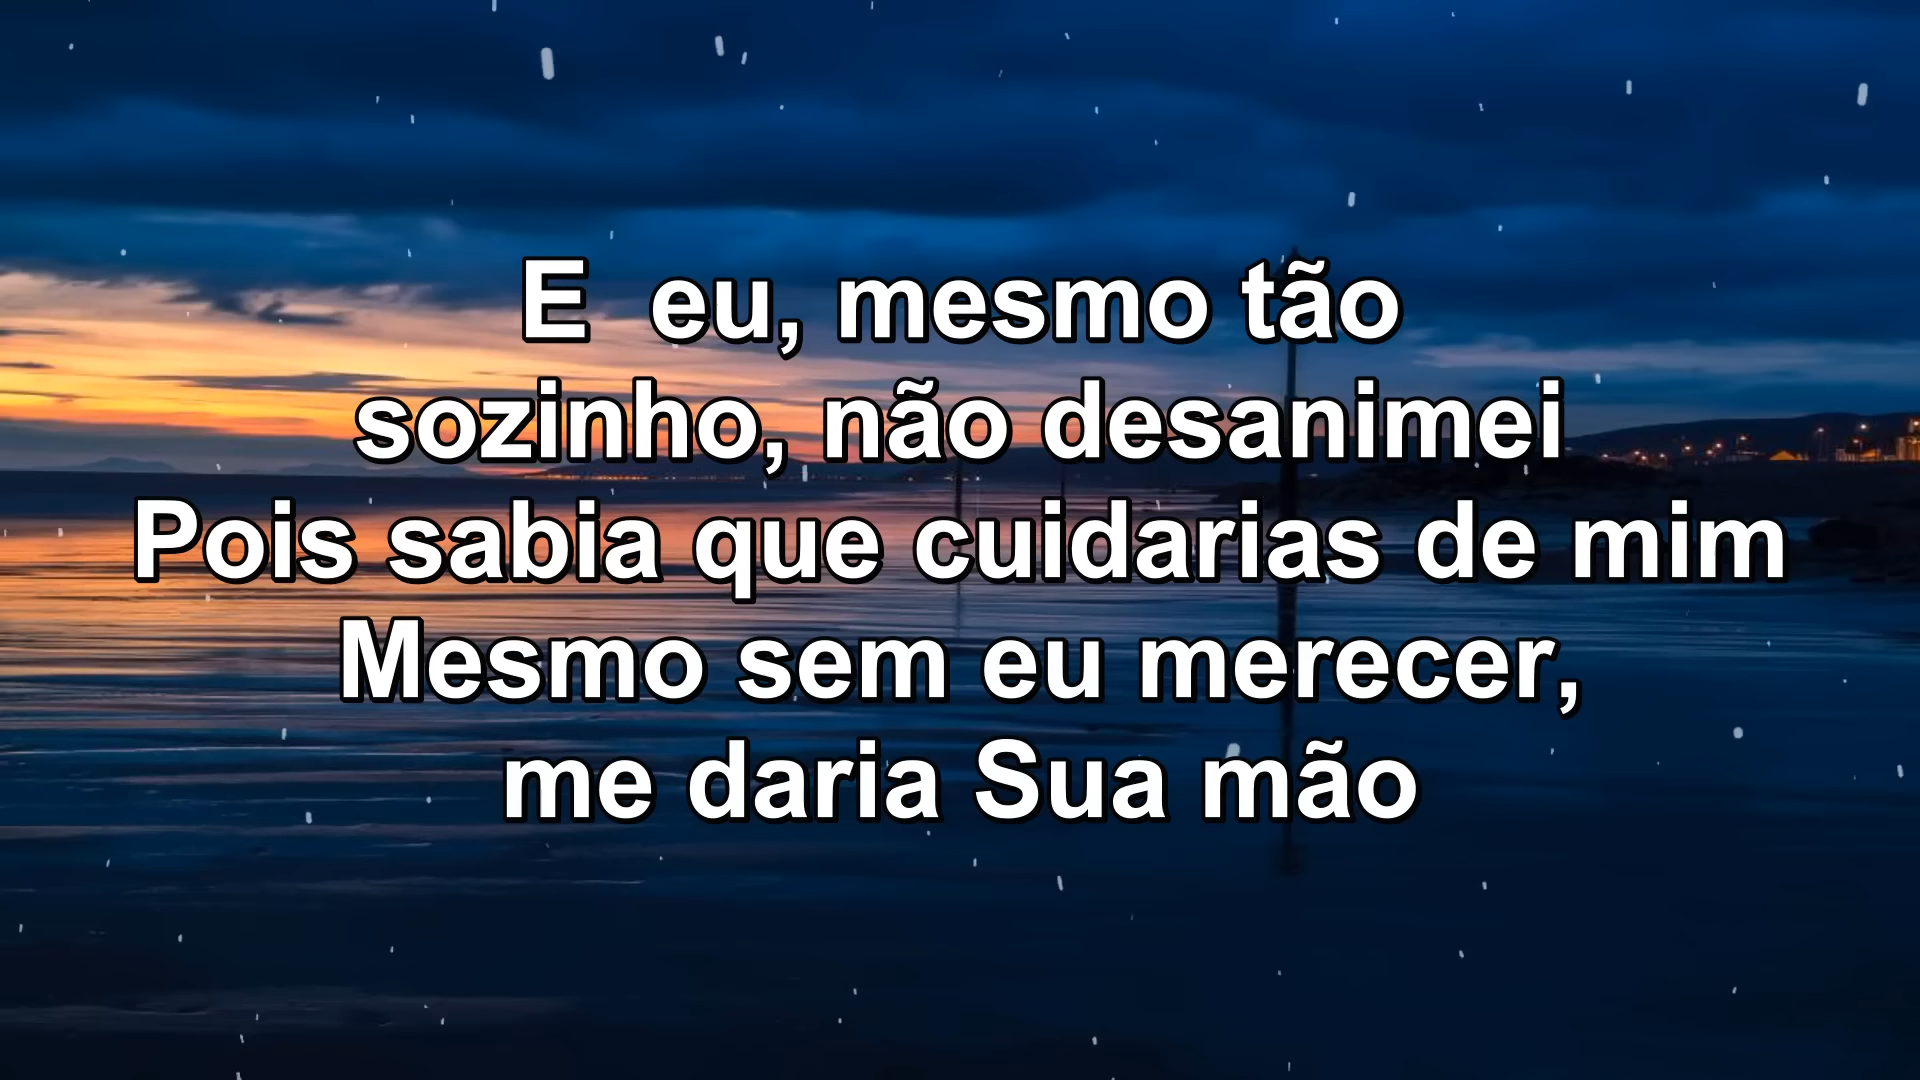 E  eu, mesmo tão
sozinho, não desanimei
Pois sabia que cuidarias de mim
Mesmo sem eu merecer,
me daria Sua mão